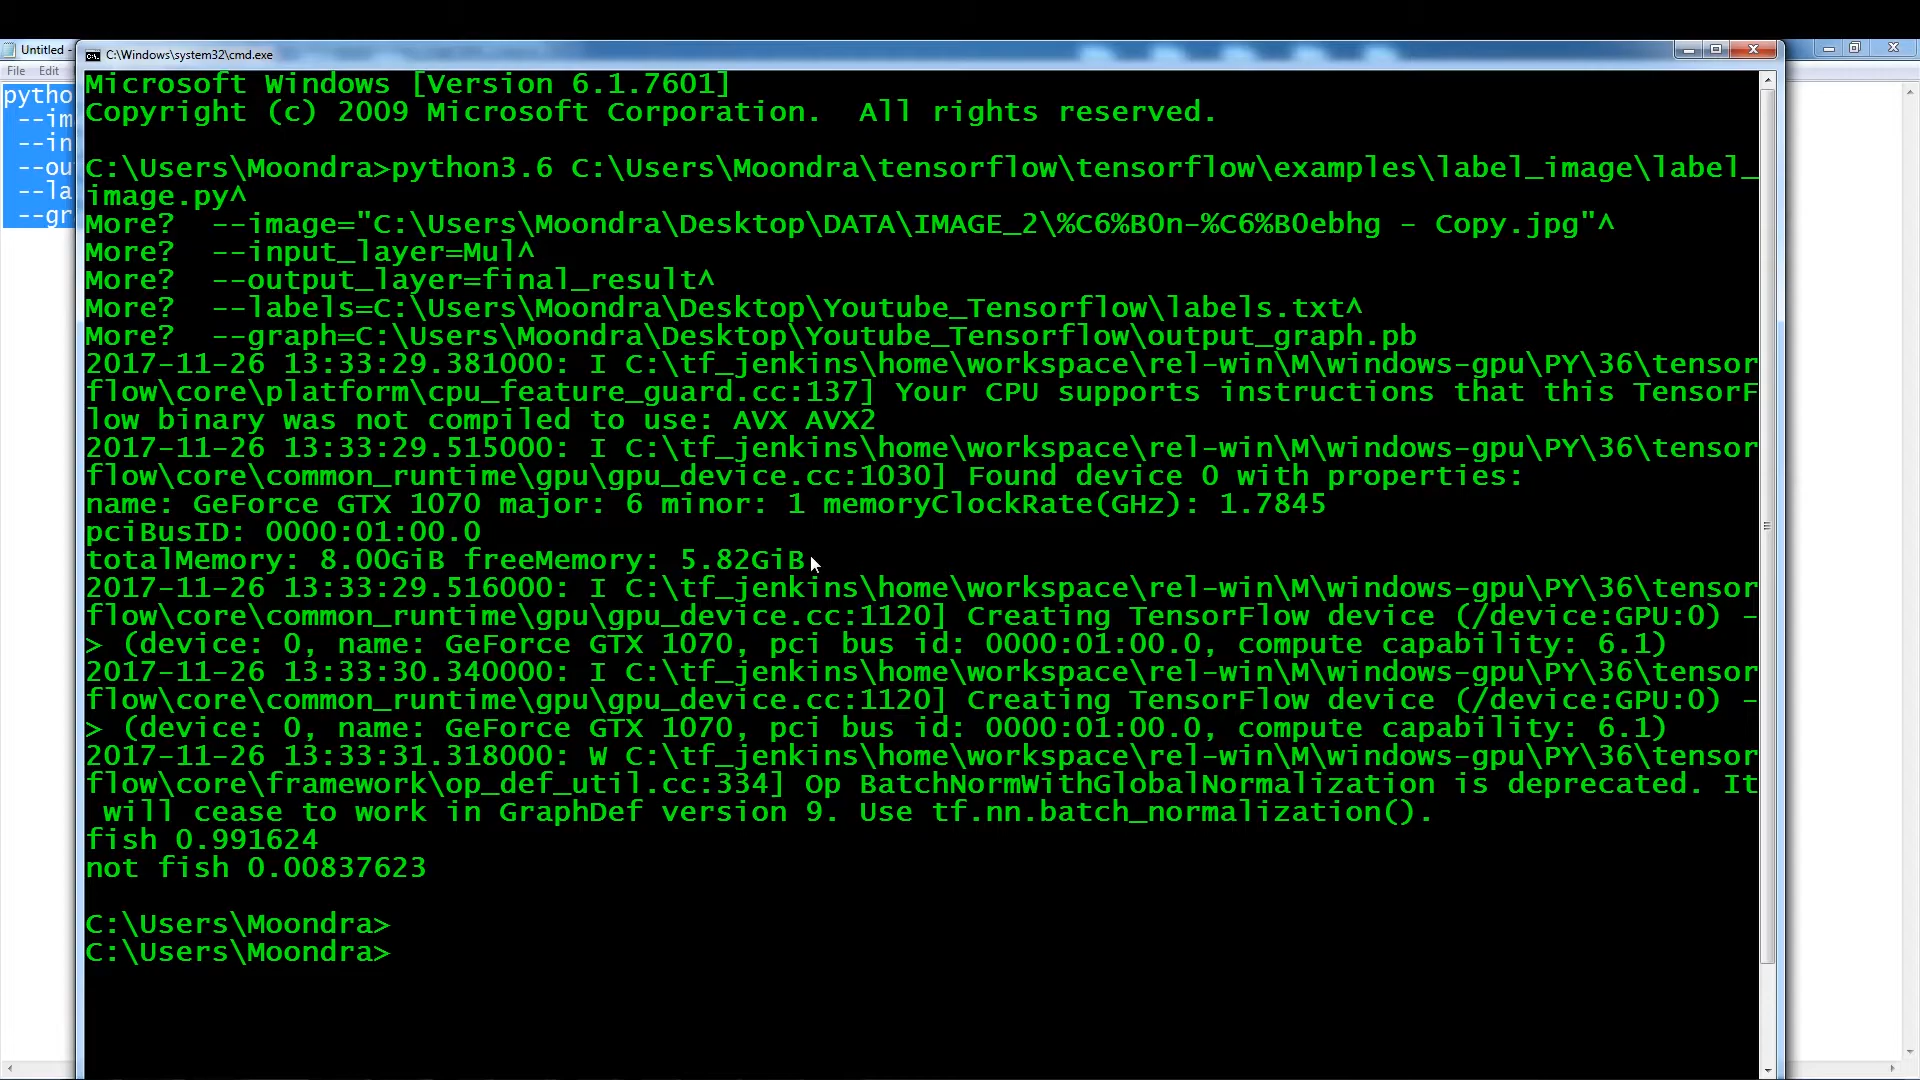 Untitled -
C:\Windows\system32\cmd.exe
File Edit
pytho
--im
--in
--ou
--la
--gr
Microsoft Windows [Version 6.1.7601]
Copyright (c) 2009 Microsoft Corporation.  All rights reserved.
C:\Users\Moondra>python3.6 C:\Users\Moondra\tensorflow\tensorflow\examples\label_image\label_
image.py^
More?  --image="C:\Users\Moondra\Desktop\DATA\IMAGE_2\%C6%B0n-%C6%B0ebhg - Copy.jpg"^
More?  --input_layer=Mul^
More?  --output_layer=final_result^
More?  --labels=C:\Users\Moondra\Desktop\Youtube_Tensorflow\labels.txt^
More?  --graph=C:\Users\Moondra\Desktop\Youtube_Tensorflow\output_graph.pb
2017-11-26 13:33:29.381000: I C:\tf_jenkins\home\workspace\rel-win\M\windows-gpu\PY\36\tensor
flow\core\platform\cpu_feature_guard.cc:137] Your CPU supports instructions that this TensorF
low binary was not compiled to use: AVX AVX2
2017-11-26 13:33:29.515000: I C:\tf_jenkins\home\workspace\rel-win\M\windows-gpu\PY\36\tensor
flow\core\common_runtime\gpu\gpu_device.cc:1030] Found device 0 with properties:
name: GeForce GTX 1070 major: 6 minor: 1 memoryClockRate(GHz): 1.7845
pciBusID: 0000:01:00.0
totalMemory: 8.00GiB freeMemory: 5.82GiB
2017-11-26 13:33:29.516000: I C:\tf_jenkins\home\workspace\rel-win\M\windows-gpu\PY\36\tensor
flow\core\common_runtime\gpu\gpu_device.cc:1120] Creating TensorFlow device (/device:GPU:0) -
> (device: 0, name: GeForce GTX 1070, pci bus id: 0000:01:00.0, compute capability: 6.1)
2017-11-26 13:33:30.340000: I C:\tf_jenkins\home\workspace\rel-win\M\windows-gpu\PY\36\tensor
flow\core\common_runtime\gpu\gpu_device.cc:1120] Creating TensorFlow device (/device:GPU:0) -
> (device: 0, name: GeForce GTX 1070, pci bus id: 0000:01:00.0, compute capability: 6.1)
2017-11-26 13:33:31.318000: W C:\tf_jenkins\home\workspace\rel-win\M\windows-gpu\PY\36\tensor
flow\core\framework\op_def_util.cc:334] Op BatchNormWithGlobalNormalization is deprecated. It
will cease to work in GraphDef version 9. Use tf.nn.batch_normalization().
fish 0.991624
not fish 0.00837623
C:\Users\Moondra>
C:\Users\Moondra>